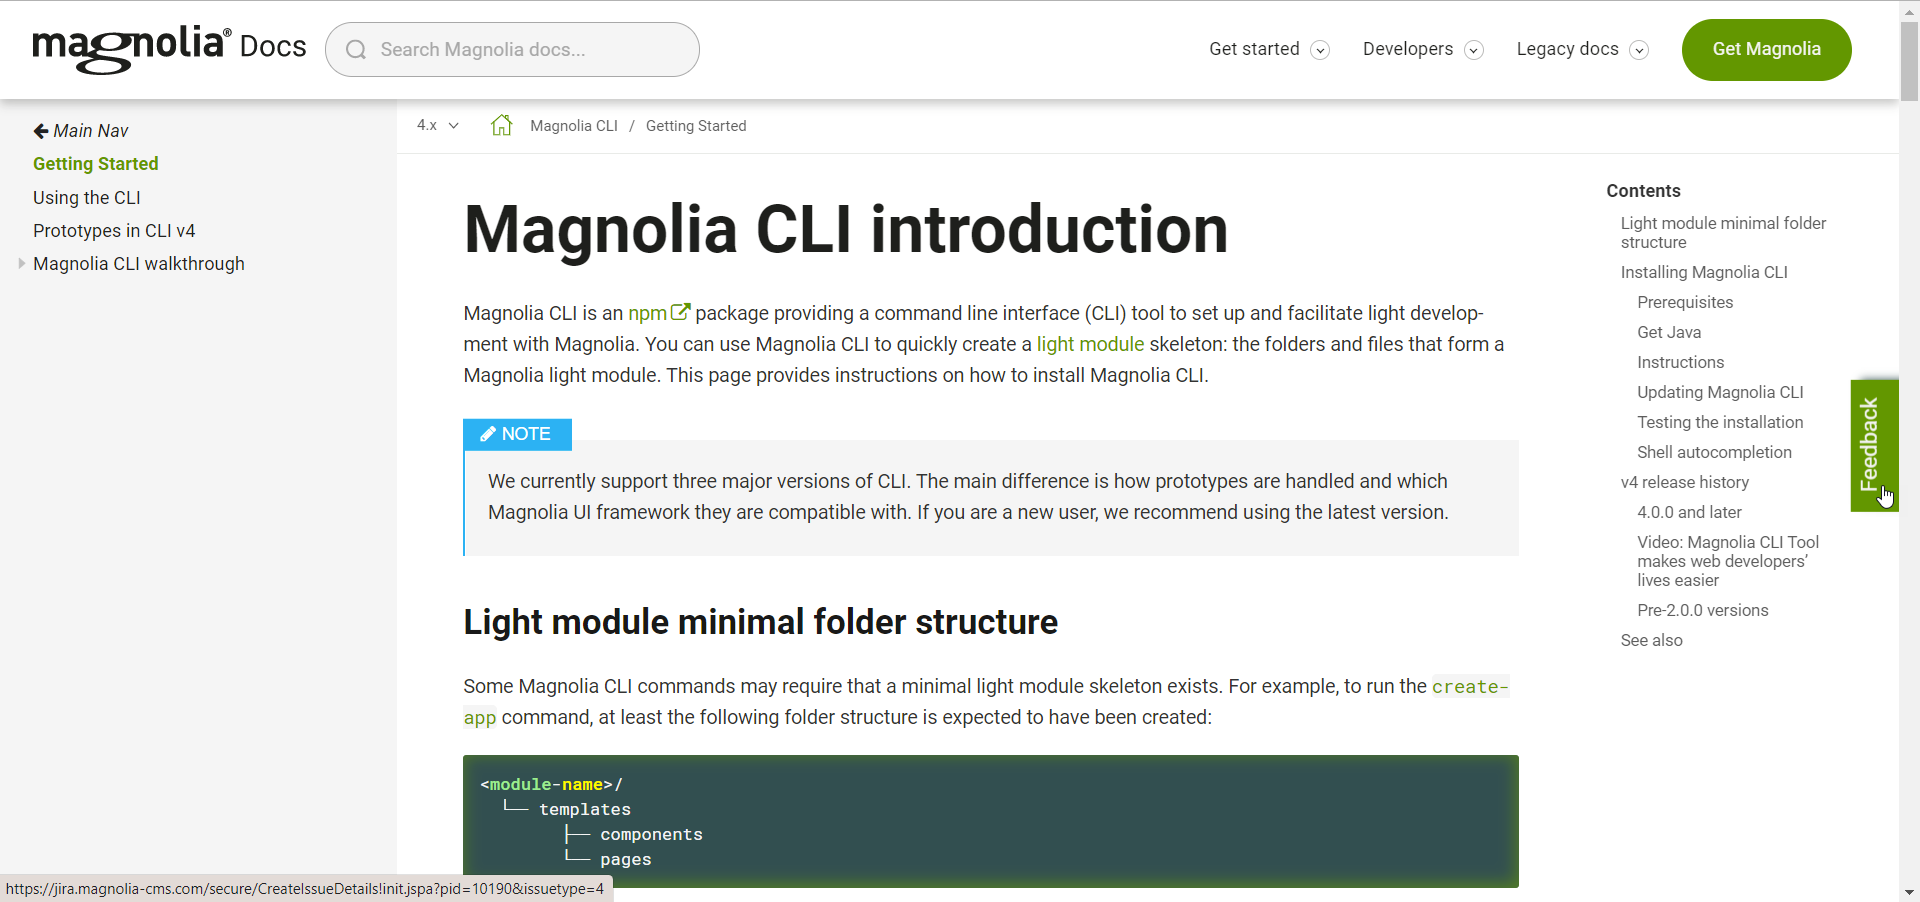 magnolia® Docs
Search Magnolia docs...
Get started
Developers
Legacy docs
Get Magnolia
Main Nav
Getting Started
Using the CLI
Prototypes in CLI v4
Magnolia CLI walkthrough
4.x
Magnolia CLI / Getting Started
Magnolia CLI introduction
Magnolia CLI is an npm package providing a command line interface (CLI) tool to set up and facilitate light develop-
ment with Magnolia. You can use Magnolia CLI to quickly create a light module skeleton: the folders and files that form a
Magnolia light module. This page provides instructions on how to install Magnolia CLI.
NOTE
We currently support three major versions of CLI. The main difference is how prototypes are handled and which
Magnolia UI framework they are compatible with. If you are a new user, we recommend using the latest version.
Light module minimal folder structure
Some Magnolia CLI commands may require that a minimal light module skeleton exists. For example, to run the create-
app command, at least the following folder structure is expected to have been created:
<module-name>/
└── templates
├── components
└── pages
Contents
Light module minimal folder
structure
Installing Magnolia CLI
Prerequisites
Get Java
Instructions
Updating Magnolia CLI
Testing the installation
Shell autocompletion
v4 release history
4.0.0 and later
Video: Magnolia CLI Tool
makes web developers’
lives easier
Pre-2.0.0 versions
See also
Feedback
https://jira.magnolia-cms.com/secure/CreateIssueDetails!init.jspa?pid=10190&issuetype=4